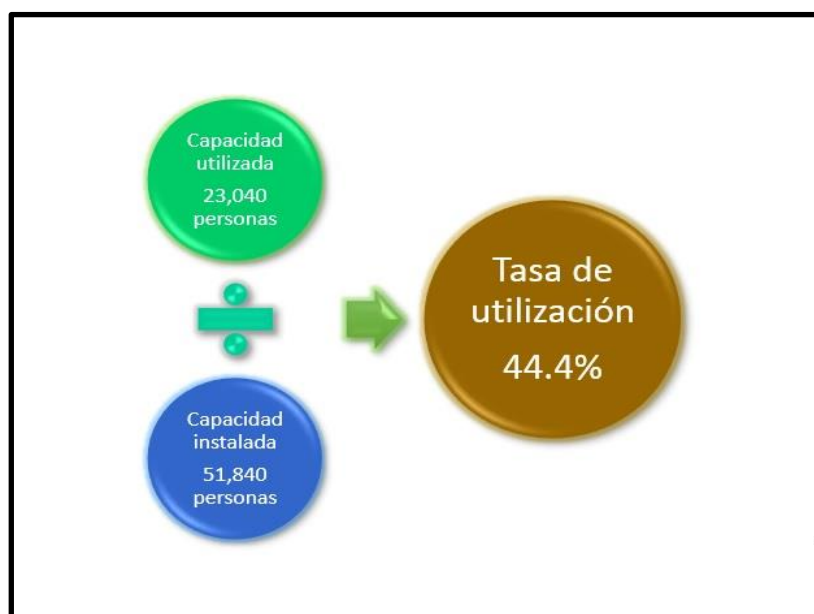 Capacidad
utilizada
23,040
personas
Capacidad
instalada
51,840
personas
Tasa de
utilización
44.4%